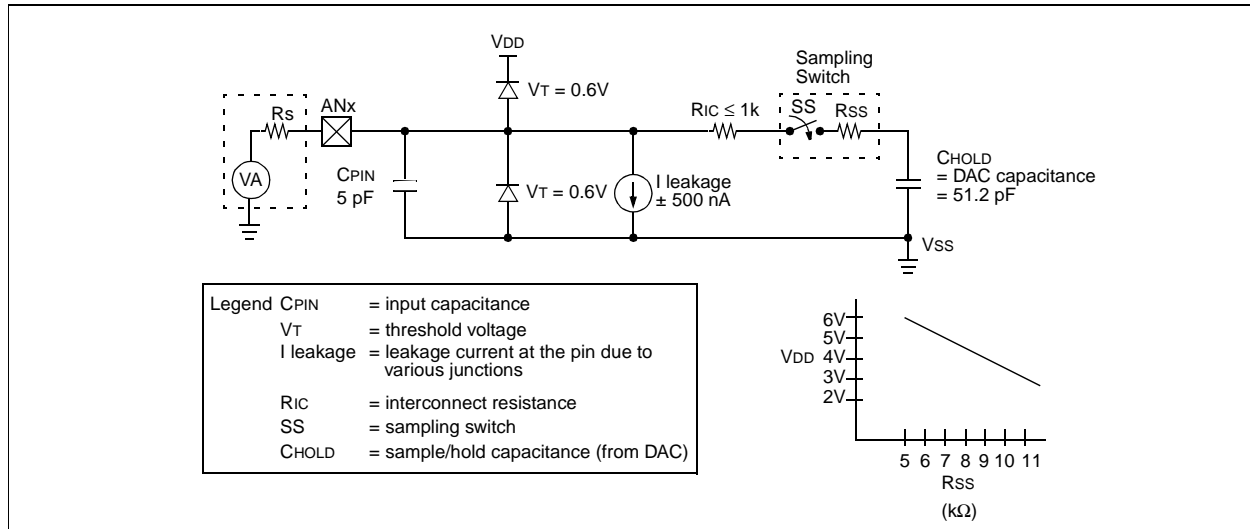 VDD
VT = 0.6V
Rs
ANx
VA
CPIN
5 pF
VT = 0.6V
I leakage
± 500 nA
RIC ≤ 1k
Sampling
Switch
SS
RSS
CHOLD
= DAC capacitance
= 51.2 pF
VSS
Legend CPIN = input capacitance
VT = threshold voltage
I leakage = leakage current at the pin due to
various junctions
RIC = interconnect resistance
SS = sampling switch
CHOLD = sample/hold capacitance (from DAC)
6V
5V
VDD 4V
3V
2V
5 6 7 8 9 10 11
RSS
(kΩ)